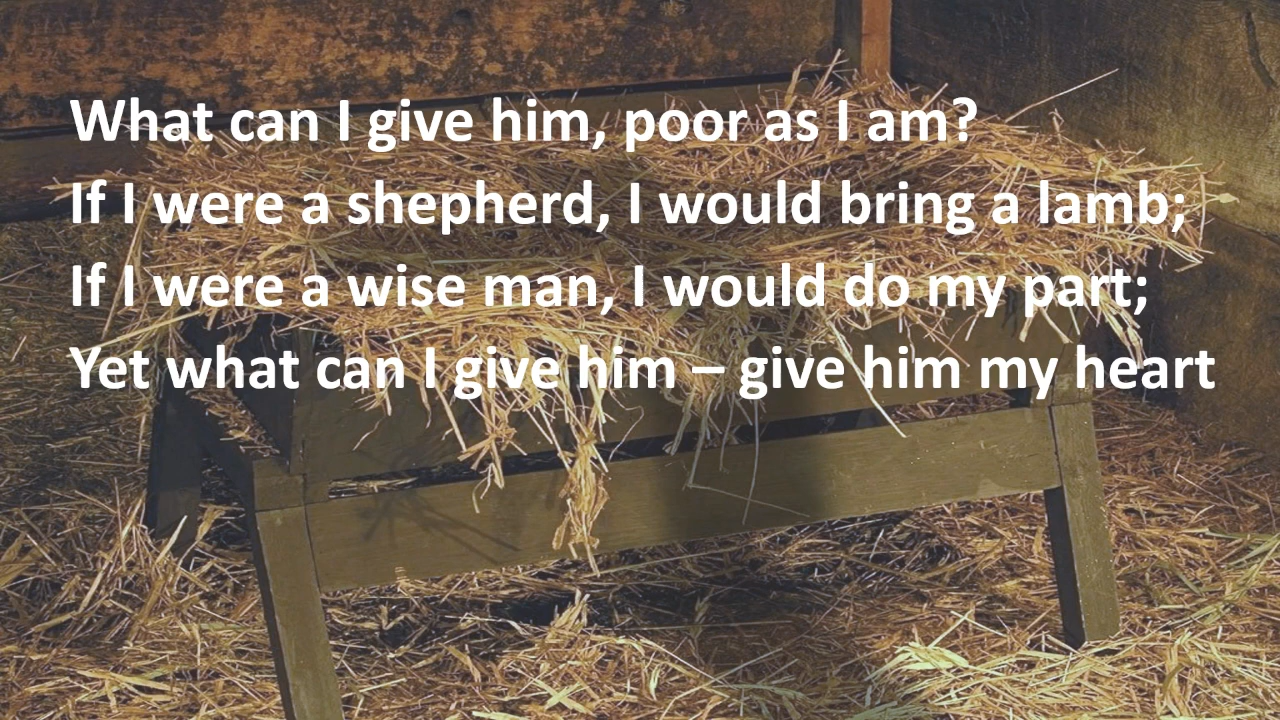 What can I give him, poor as I am?
If I were a shepherd, I would bring a lamb;
If I were a wise man, I would do my part;
Yet what can I give him – give him my heart